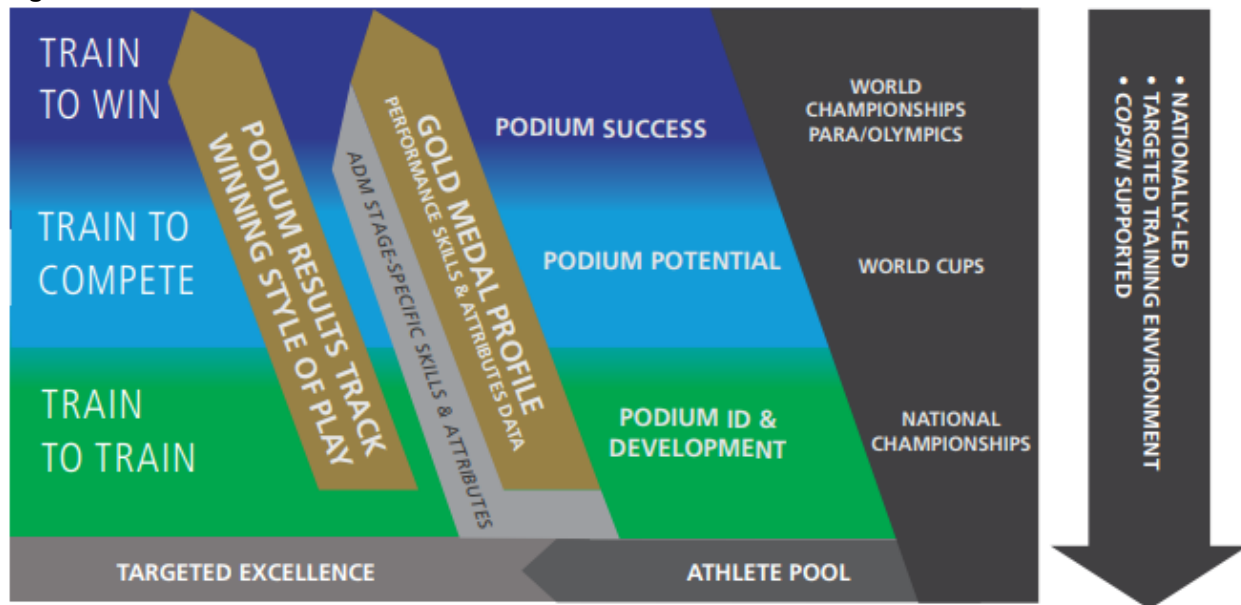 TRAIN
TO WIN
PODIUM RESULTS TRACK
WINNING STYLE OF PLAY
ADM STAGE-SPECIFIC SKILLS & ATTRIBUTES
GOLD MEDAL PROFILE
PERFORMANCE SKILLS & ATTRIBUTES DATA
PODIUM SUCCESS
WORLD
CHAMPIONSHIPS
PARA/OLYMPICS
TRAIN TO
COMPETE
PODIUM POTENTIAL
WORLD CUPS
TRAIN
TO TRAIN
PODIUM ID &
DEVELOPMENT
NATIONAL
CHAMPIONSHIPS
TARGETED EXCELLENCE
ATHLETE POOL
• NATIONALLY-LED
• TARGETED TRAINING ENVIRONMENT
• COPSIN SUPPORTED